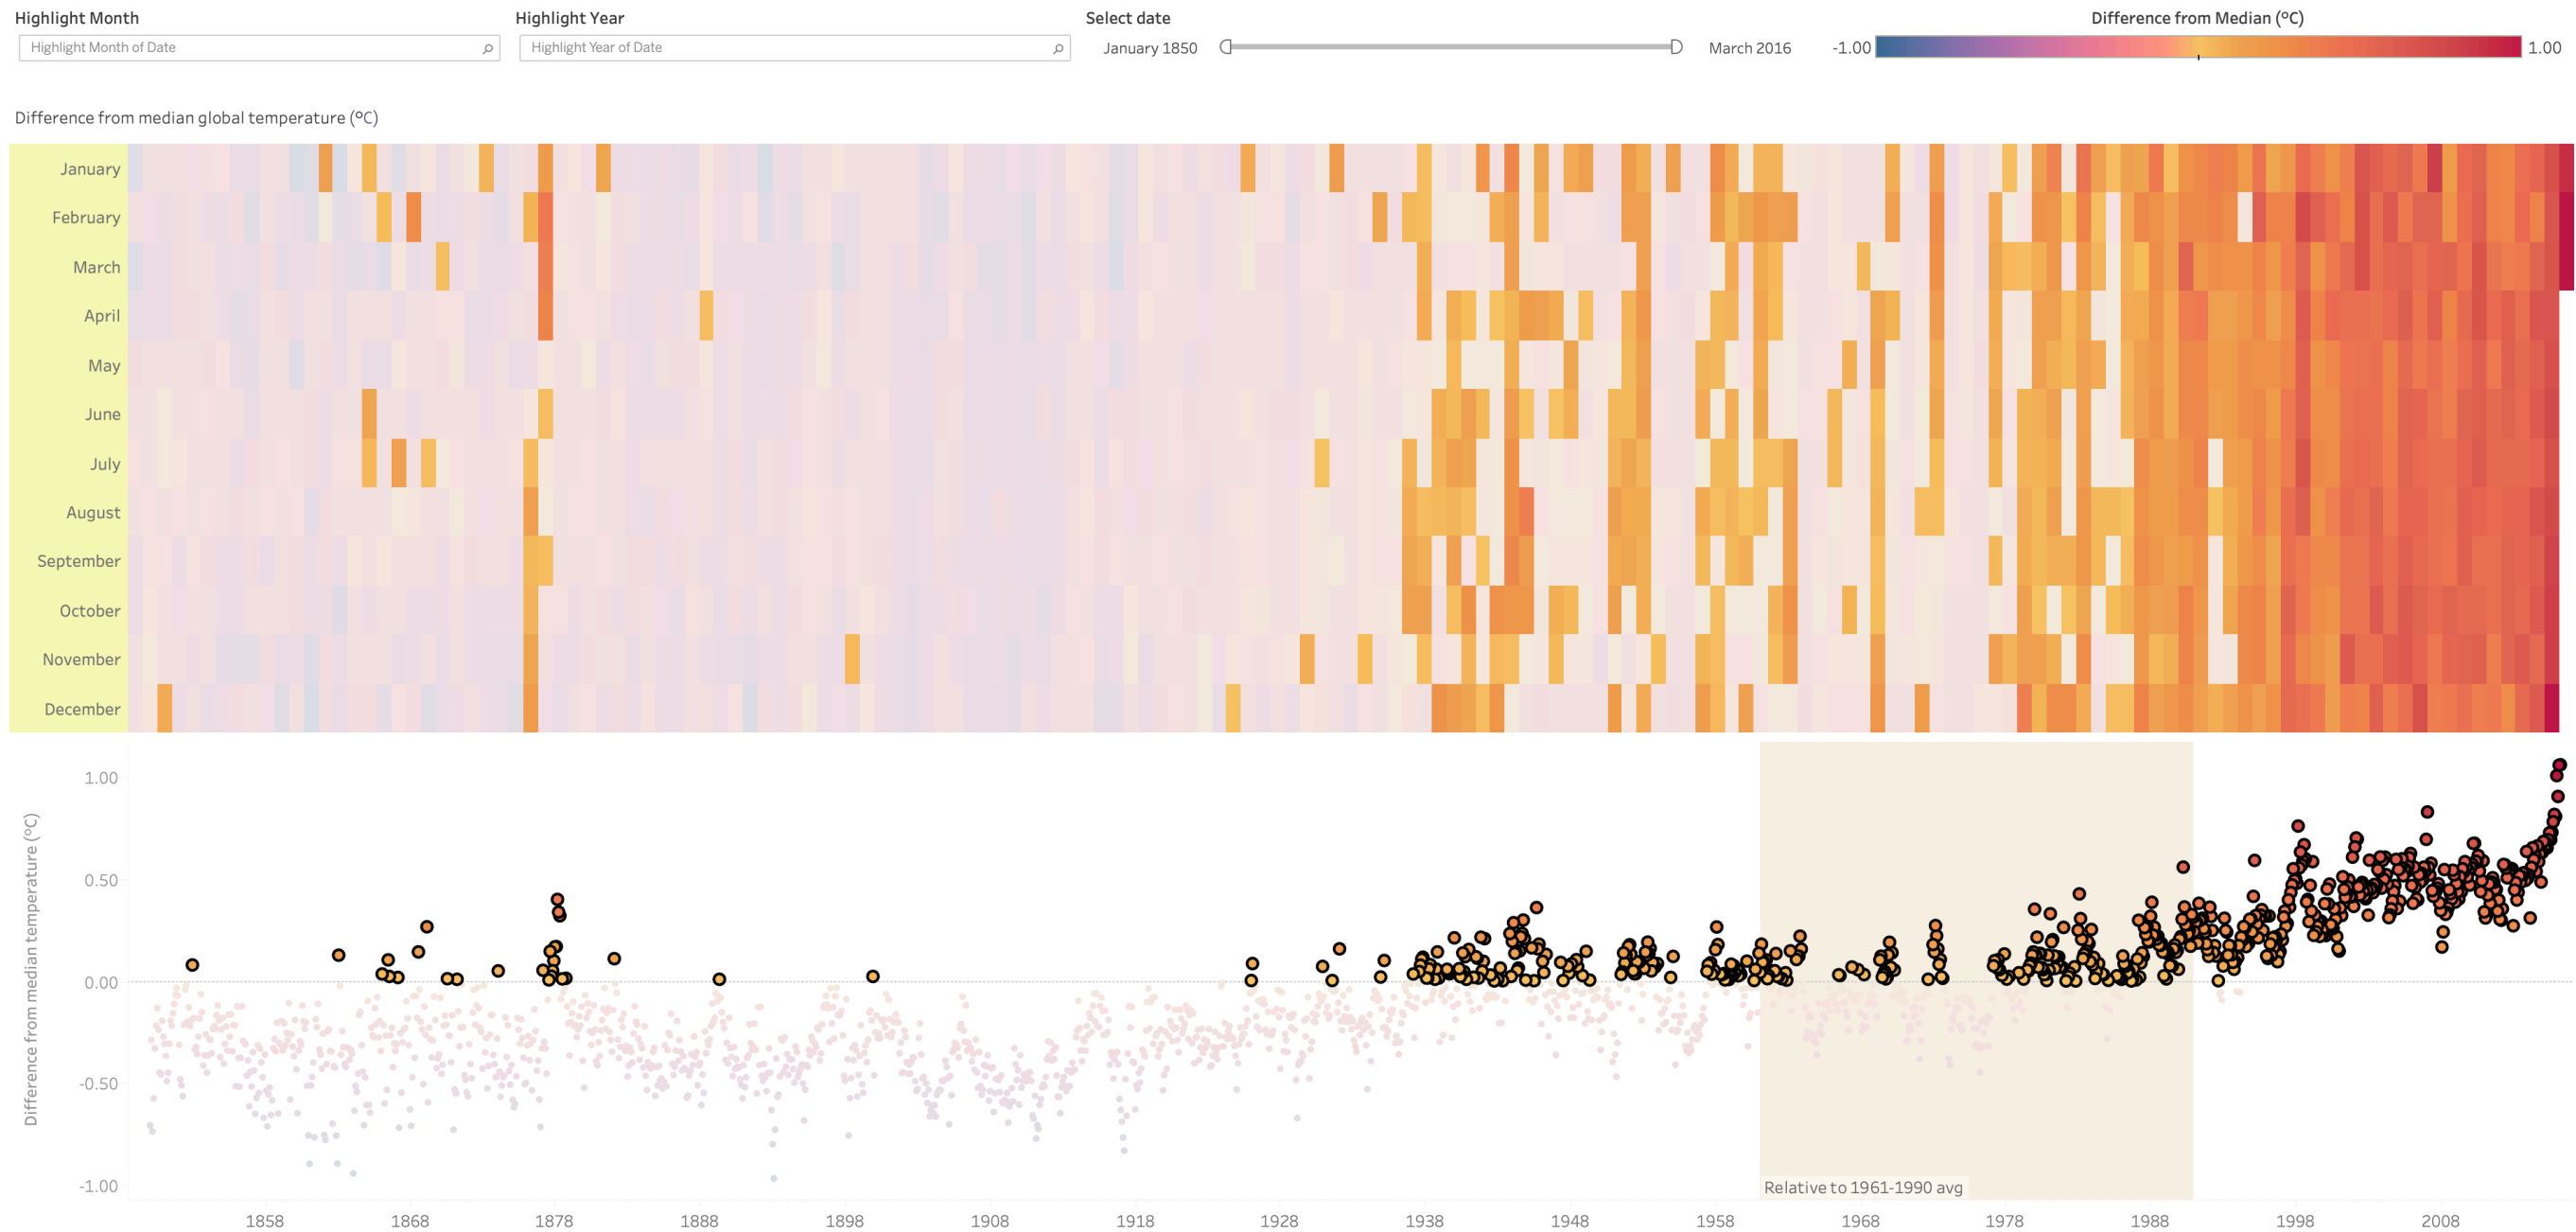 Highlight Month
Highlight Year
Select date
Difference from Median (°C)
Highlight Month of Date
Highlight Year of Date
January 1850
March 2016
-1.00
1.00
Difference from median global temperature (°C)
January
February
March
April
May
June
July
August
September
October
November
December
Difference from median temperature (°C)
1.00
0.50
0.00
-0.50
-1.00
Relative to 1961-1990 avg
1858 1868 1878 1888 1898 1908 1918 1928 1938 1948 1958 1968 1978 1988 1998 2008